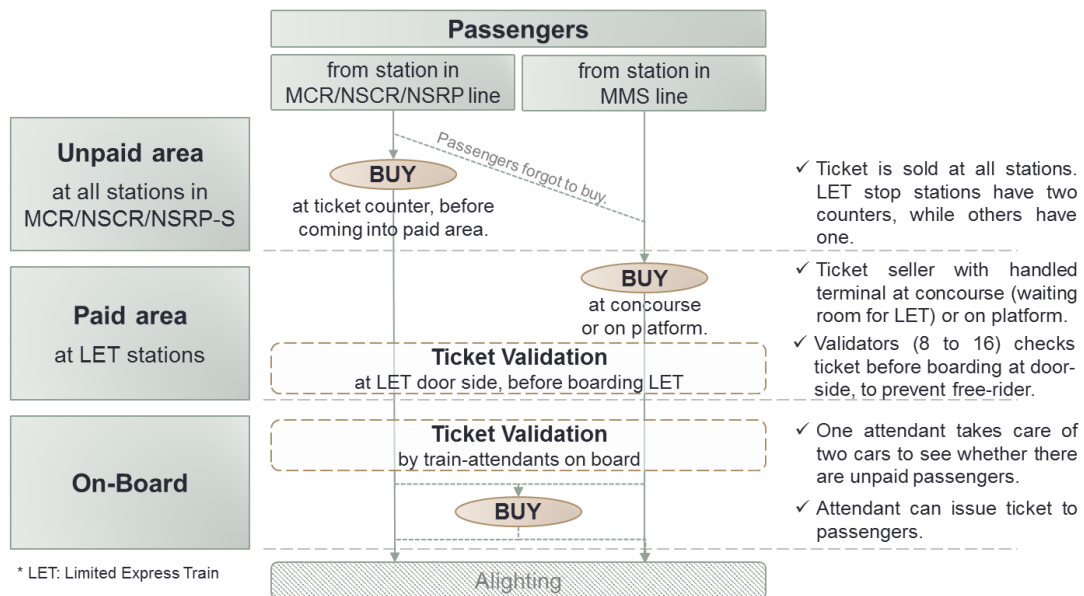 Passengers
from station in
MCR/NSCR/NSRP line
from station in
MMS line
Unpaid area
at all stations in
MCR/NSCR/NSRP-S
Passengers forgot to buy.
BUY
at ticket counter, before
coming into paid area.
✓ Ticket is sold at all stations.
LET stop stations have two
counters, while others have
one.
Paid area
at LET stations
BUY
at concourse
or on platform.
Ticket Validation
at LET door side, before boarding LET
✓ Ticket seller with handled
terminal at concourse (waiting
room for LET) or on platform.
✓ Validators (8 to 16) checks
ticket before boarding at door-
side, to prevent free-rider.
On-Board
Ticket Validation
by train-attendants on board
BUY
✓ One attendant takes care of
two cars to see whether there
are unpaid passengers.
✓ Attendant can issue ticket to
passengers.
Alighting
* LET: Limited Express Train